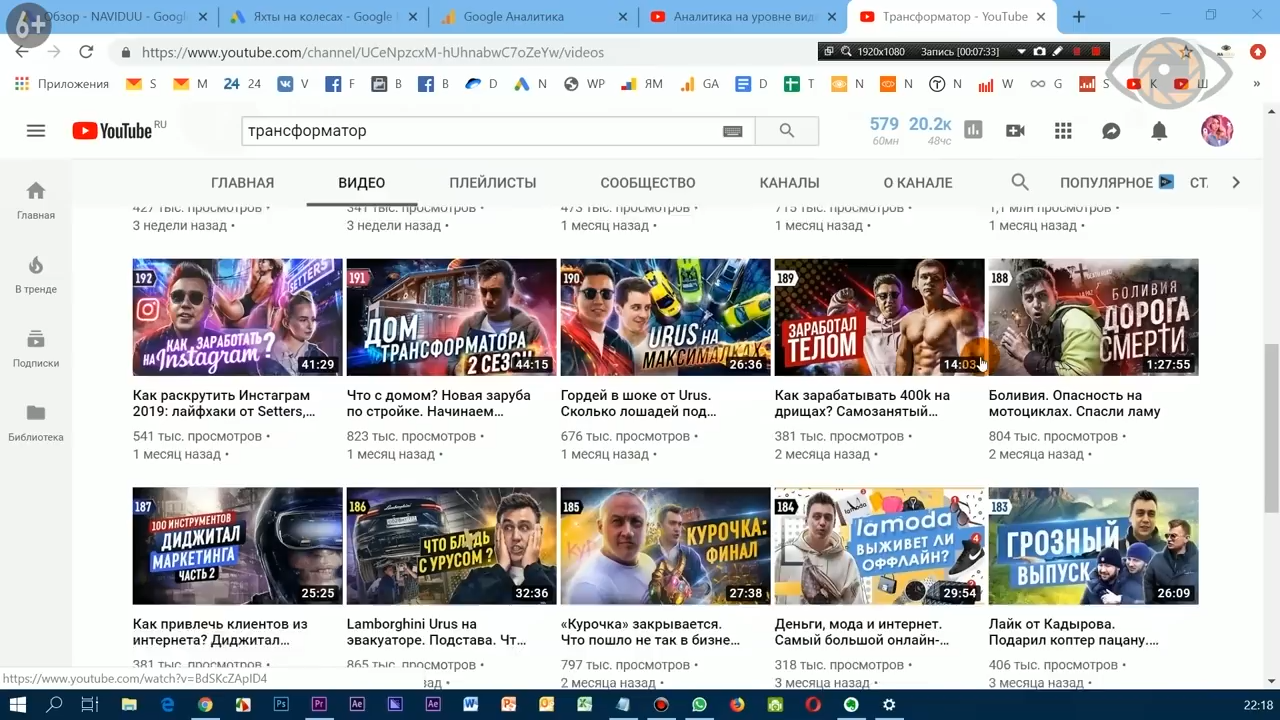 6+
Обзор - NAVIDUU - Google
Яхты на колесах - Google
Google Аналитика
Аналитика на уровне виде
Трансформатор - YouTube
https://www.youtube.com/channel/UCeNpzcxM-hUhnabwC7oZeYw/videos
1920x1080
Запись [00:07:33]
Приложения
S
M
24
24
V
F
B
B
D
N
WP
ЯМ
GA
D
T
N
N
N
W
G
S
K
Ш
»
YouTube RU
трансформатор
579
60мн
20.2к
48чс
ГЛАВНАЯ
ВИДЕО
ПЛЕЙЛИСТЫ
СООБЩЕСТВО
КАНАЛЫ
О КАНАЛЕ
ПОПУЛЯРНОЕ
СТ.
Главная
В тренде
Подписки
Библиотека
427 тыс. просмотров
3 недели назад •
341 тыс. просмотров
3 недели назад •
473 тыс. просмотров
1 месяц назад •
715 тыс. просмотров
1 месяц назад •
1,1 млн просмотров
1 месяц назад •
192
SETTERS
КАК ЗАРАБОТАТЬ
НА Instagram?
41:29
191
ДОМ
ТРАНСФОРМАТОРА
2 СЕЗОН
44:15
190
URUS НА
МАКСИМАЛКАХ
26:36
189
ЗАРАБОТАЛ
ТЕЛОМ
14:03
188
БОЛИВИЯ
ДОРОГА
СМЕРТИ
1:27:55
Как раскрутить Инстаграм
2019: лайфхаки от Setters,...
541 тыс. просмотров •
1 месяц назад •
Что с домом? Новая заруба
по стройке. Начинаем...
823 тыс. просмотров •
1 месяц назад •
Гордей в шоке от Urus.
Сколько лошадей под...
676 тыс. просмотров •
1 месяц назад •
Как зарабатывать 400k на
дрищах? Самозанятый...
381 тыс. просмотров •
2 месяца назад •
Боливия. Опасность на
мотоциклах. Спасли ламу
804 тыс. просмотров •
2 месяца назад •
187
100 ИНСТРУМЕНТОВ
ДИДЖИТАЛ
МАРКЕТИНГА
ЧАСТЬ 2
25:25
186
ЧТО БЛ
ДЬ
С УРУСОМ?
32:36
185
КУРОЧКА:
ФИНАЛ
27:38
184
lamoda
ВЫЖИВЕТ ЛИ
ОФФЛАЙН?
29:54
183
ГРОЗНЫЙ
ВЫПУСК
26:09
Как привлечь клиентов из
интернета? Диджитал...
381 тыс. просмотров •
Lamborghini Urus на
эвакуаторе. Подстава. Чт...
865 тыс. просмотров •
зад •
«Курочка» закрывается.
Что пошло не так в бизне...
797 тыс. просмотров •
2 месяца назад •
Деньги, мода и интернет.
Самый большой онлайн-...
318 тыс. просмотров •
3 месяца назад •
Лайк от Кадырова.
Подарил коптер пацану....
406 тыс. просмотров •
3 месяца назад •
https://www.youtube.com/watch?v=BdSKcZApID4
22:18